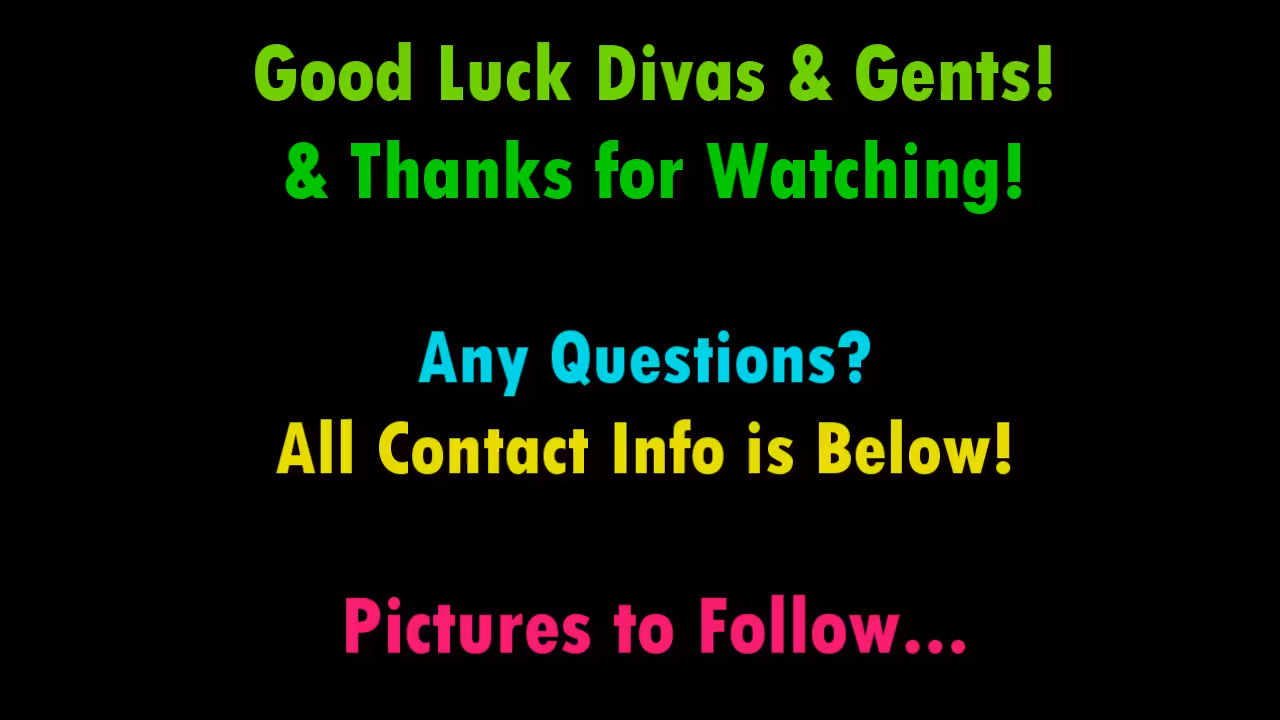 Good Luck Divas & Gents!
& Thanks for Watching!
Any Questions?
All Contact Info is Below!
Pictures to Follow...